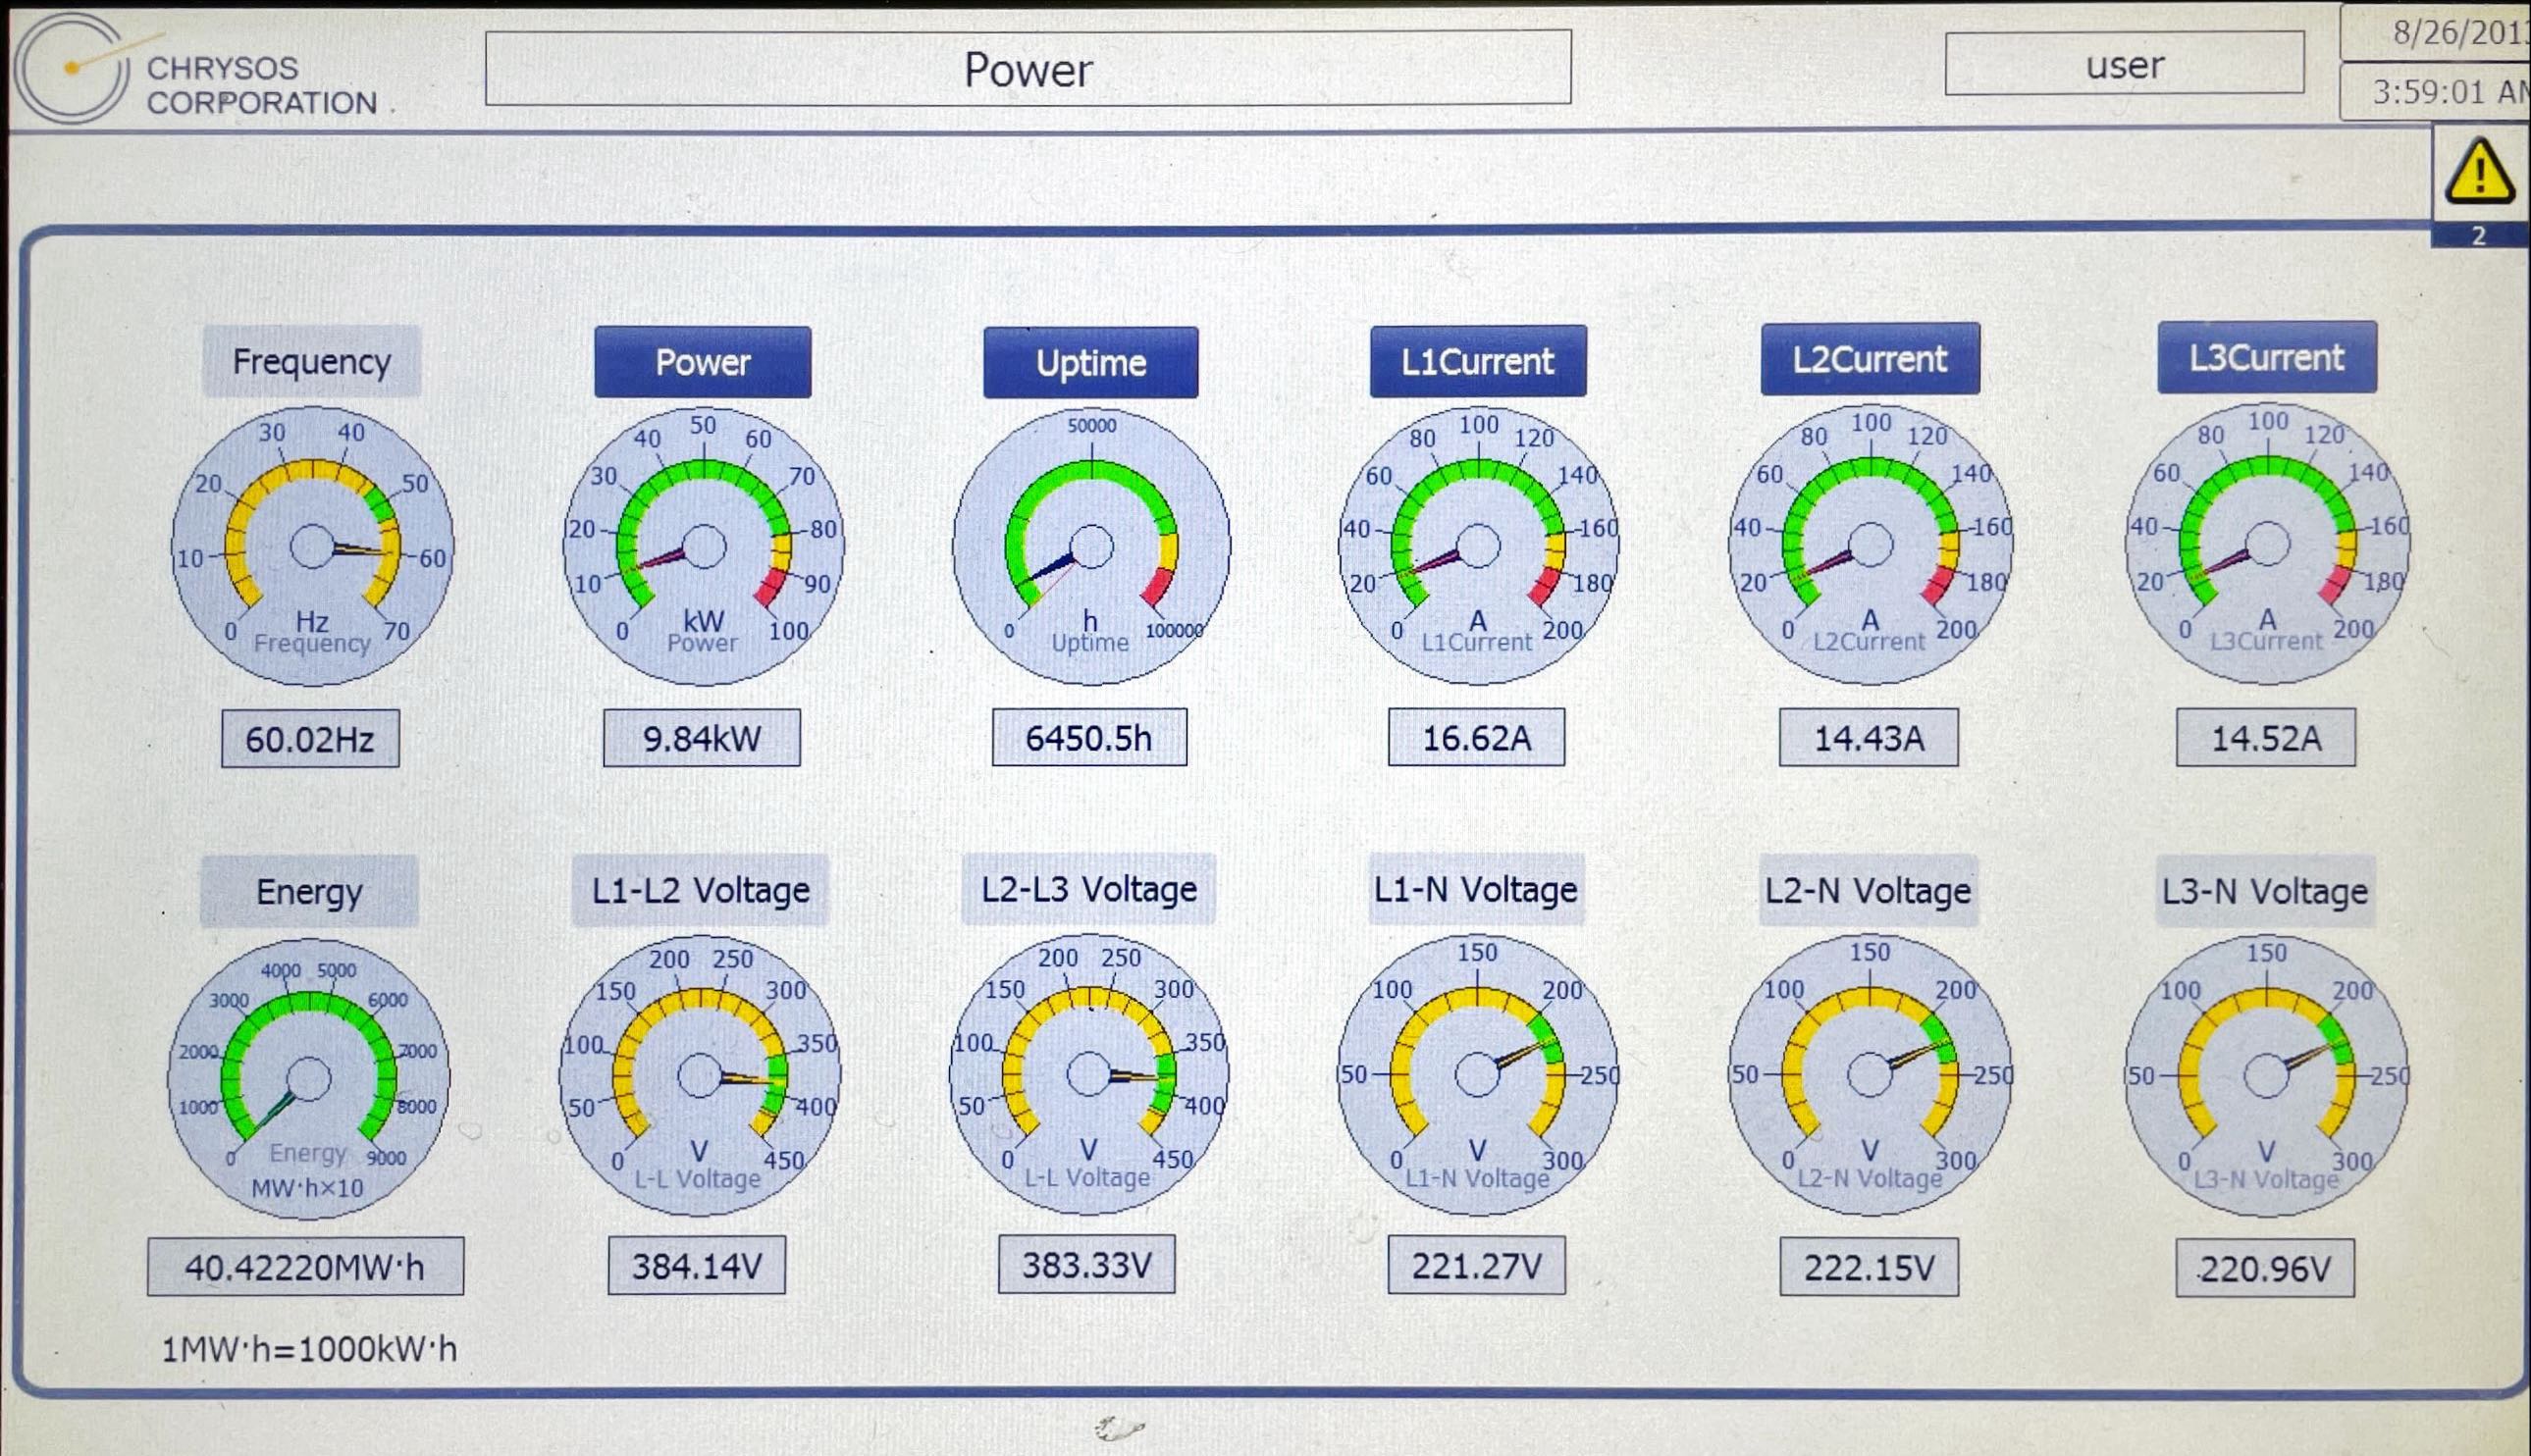 CHRYSOS
CORPORATION
Power
user
8/26/201
3:59:01 AM
2
Frequency
Power
Uptime
L1Current
L2Current
L3Current
0 10 20 30 40 50 60 70
Hz
Frequency
0 10 20 30 40 50 60 70 80 90 100
kW
Power
0 50000 100000
h
Uptime
0 20 40 60 80 100 120 140 160 180 200
A
L1Current
0 20 40 60 80 100 120 140 160 180 200
A
L2Current
0 20 40 60 80 100 120 140 160 180 200
A
L3Current
60.02Hz
9.84kW
6450.5h
16.62A
14.43A
14.52A
Energy
L1-L2 Voltage
L2-L3 Voltage
L1-N Voltage
L2-N Voltage
L3-N Voltage
0 1000 2000 3000 4000 5000 6000 7000 8000 9000
Energy
MW·h×10
0 50 100 150 200 250 300 350 400 450
V
L-L Voltage
0 50 100 150 200 250 300 350 400 450
V
L-L Voltage
0 50 100 150 200 250 300
V
L1-N Voltage
0 50 100 150 200 250 300
V
L2-N Voltage
0 50 100 150 200 250 300
V
L3-N Voltage
40.42220MW·h
384.14V
383.33V
221.27V
222.15V
220.96V
1MW·h=1000kW·h